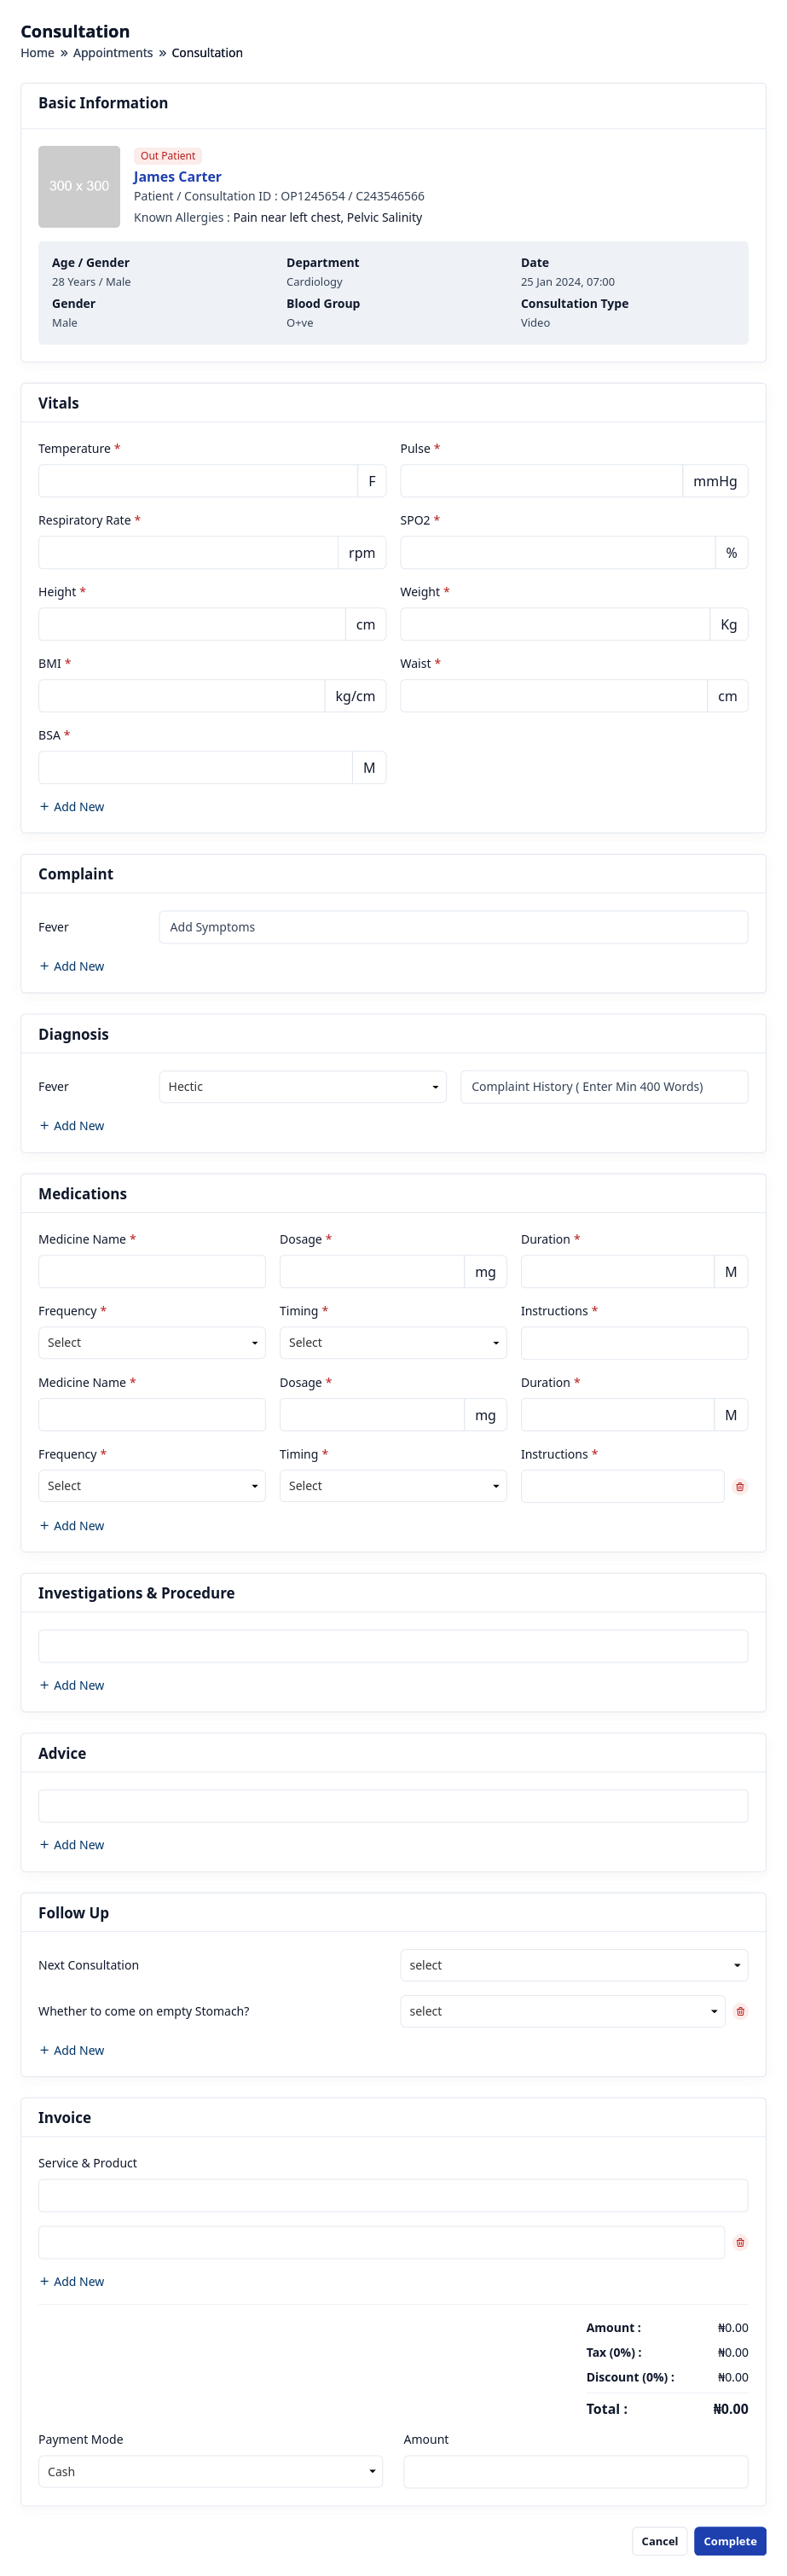 Consultation
Home » Appointments » Consultation
Basic Information
300 x 300
Out Patient
James Carter
Patient / Consultation ID : OP1245654 / C243546566
Known Allergies : Pain near left chest, Pelvic Salinity
Age / Gender Department Date
28 Years / Male Cardiology 25 Jan 2024, 07:00
Gender Blood Group Consultation Type
Male O+ve Video
Vitals
Temperature * Pulse *
F mmHg
Respiratory Rate * SPO2 *
rpm %
Height * Weight *
cm Kg
BMI * Waist *
kg/cm cm
BSA *
M
+ Add New
Complaint
Fever Add Symptoms
+ Add New
Diagnosis
Fever Hectic Complaint History ( Enter Min 400 Words)
+ Add New
Medications
Medicine Name * Dosage * Duration *
mg M
Frequency * Timing * Instructions *
Select Select
Medicine Name * Dosage * Duration *
mg M
Frequency * Timing * Instructions *
Select Select
+ Add New
Investigations & Procedure
+ Add New
Advice
+ Add New
Follow Up
Next Consultation select
Whether to come on empty Stomach? select
+ Add New
Invoice
Service & Product
+ Add New
Amount : ₦0.00
Tax (0%) : ₦0.00
Discount (0%) : ₦0.00
Total : ₦0.00
Payment Mode Amount
Cash
Cancel Complete